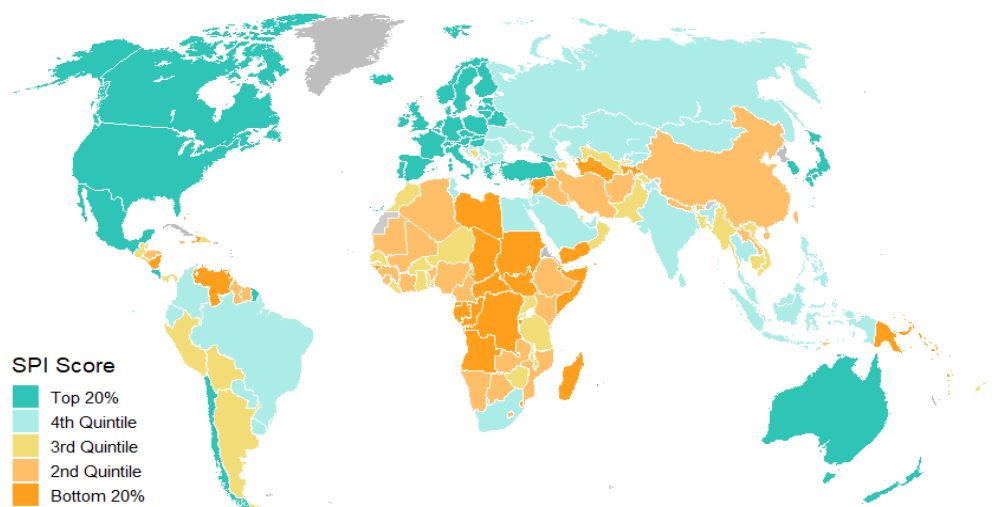 SPI Score
Top 20%
4th Quintile
3rd Quintile
2nd Quintile
Bottom 20%